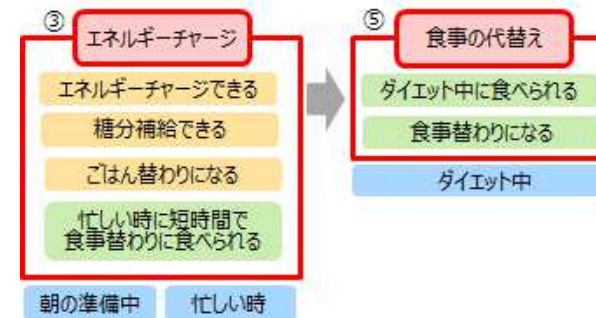 ③
エネルギーチャージ
エネルギーチャージできる
糖分補給できる
ごはん替わりになる
忙しい時に短時間で
食事替わりに食べられる
朝の準備中
忙しい時
⑤
食事の代替え
ダイエット中に食べられる
食事替わりになる
ダイエット中